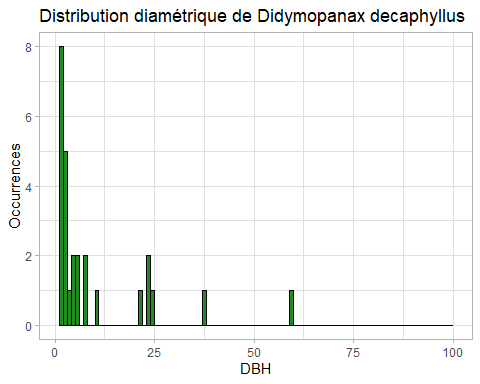 Distribution diamétrique de Didymopanax decaphyllus
8
6
4
2
0
Occurrences
0 25 50 75 100
DBH